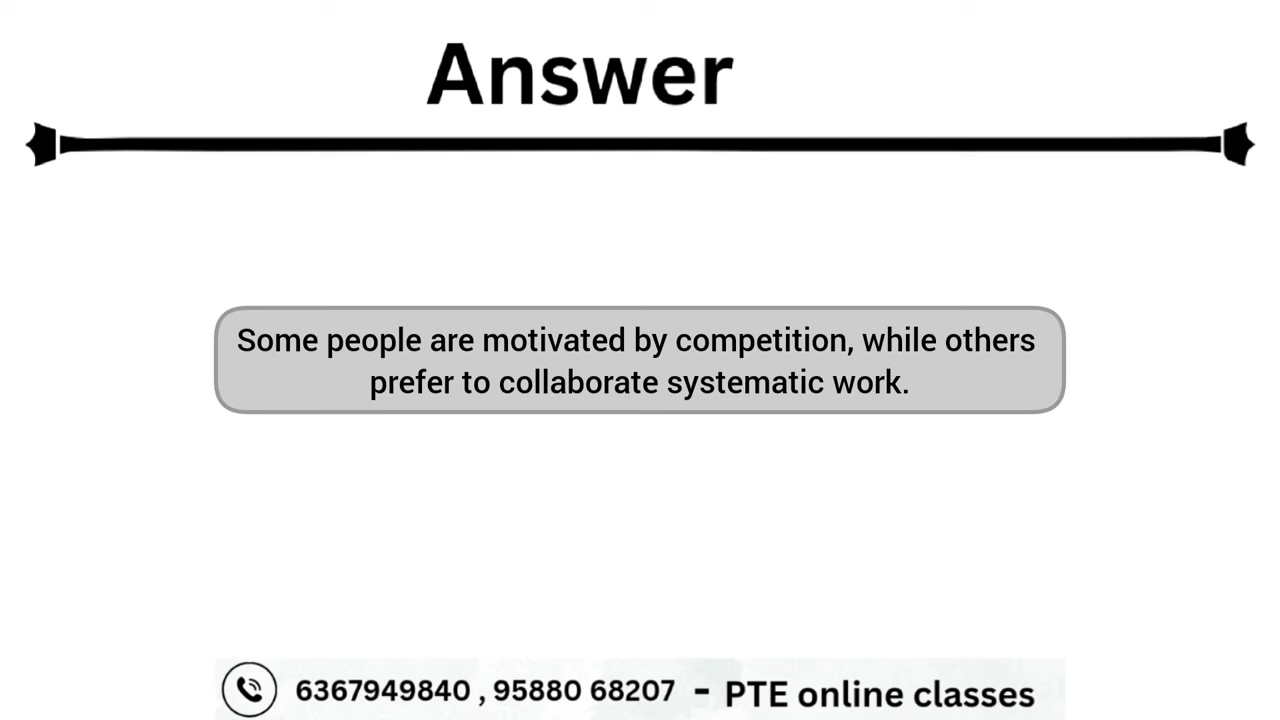 Answer
Some people are motivated by competition, while others
prefer to collaborate systematic work.
6367949840 , 95880 68207 - PTE online classes